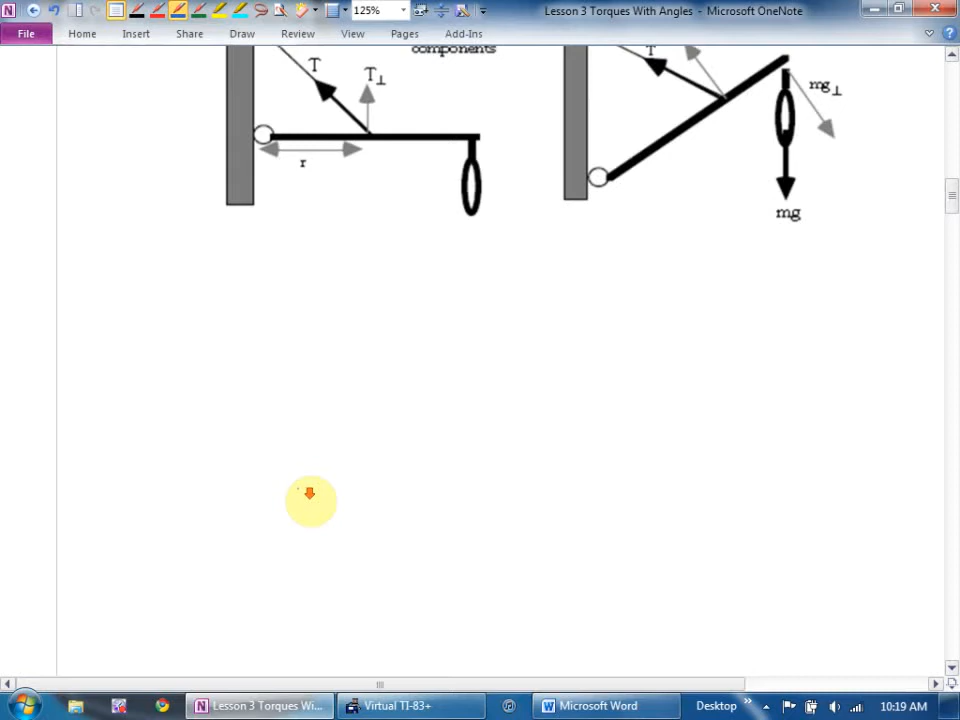 125%
Lesson 3 Torques With Angles - Microsoft OneNote
File Home Insert Share Draw Review View Pages Add-Ins
components
T
T⊥
r
T
mg⊥
mg
Lesson 3 Torques Wi...
Virtual TI-83+
Microsoft Word
Desktop
10:19 AM